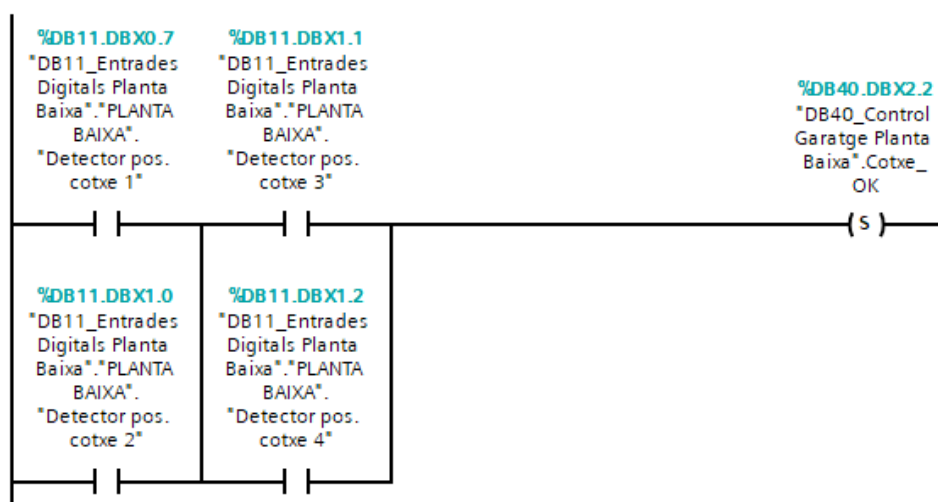 %DB11.DBX0.7
"DB11_Entrades
Digitals Planta
Baixa"."PLANTA
BAIXA".
"Detector pos.
cotxe 1"
%DB11.DBX1.1
"DB11_Entrades
Digitals Planta
Baixa"."PLANTA
BAIXA".
"Detector pos.
cotxe 3"
%DB40.DBX2.2
"DB40_Control
Garatge Planta
Baixa".Cotxe_
OK
( S )
%DB11.DBX1.0
"DB11_Entrades
Digitals Planta
Baixa"."PLANTA
BAIXA".
"Detector pos.
cotxe 2"
%DB11.DBX1.2
"DB11_Entrades
Digitals Planta
Baixa"."PLANTA
BAIXA".
"Detector pos.
cotxe 4"